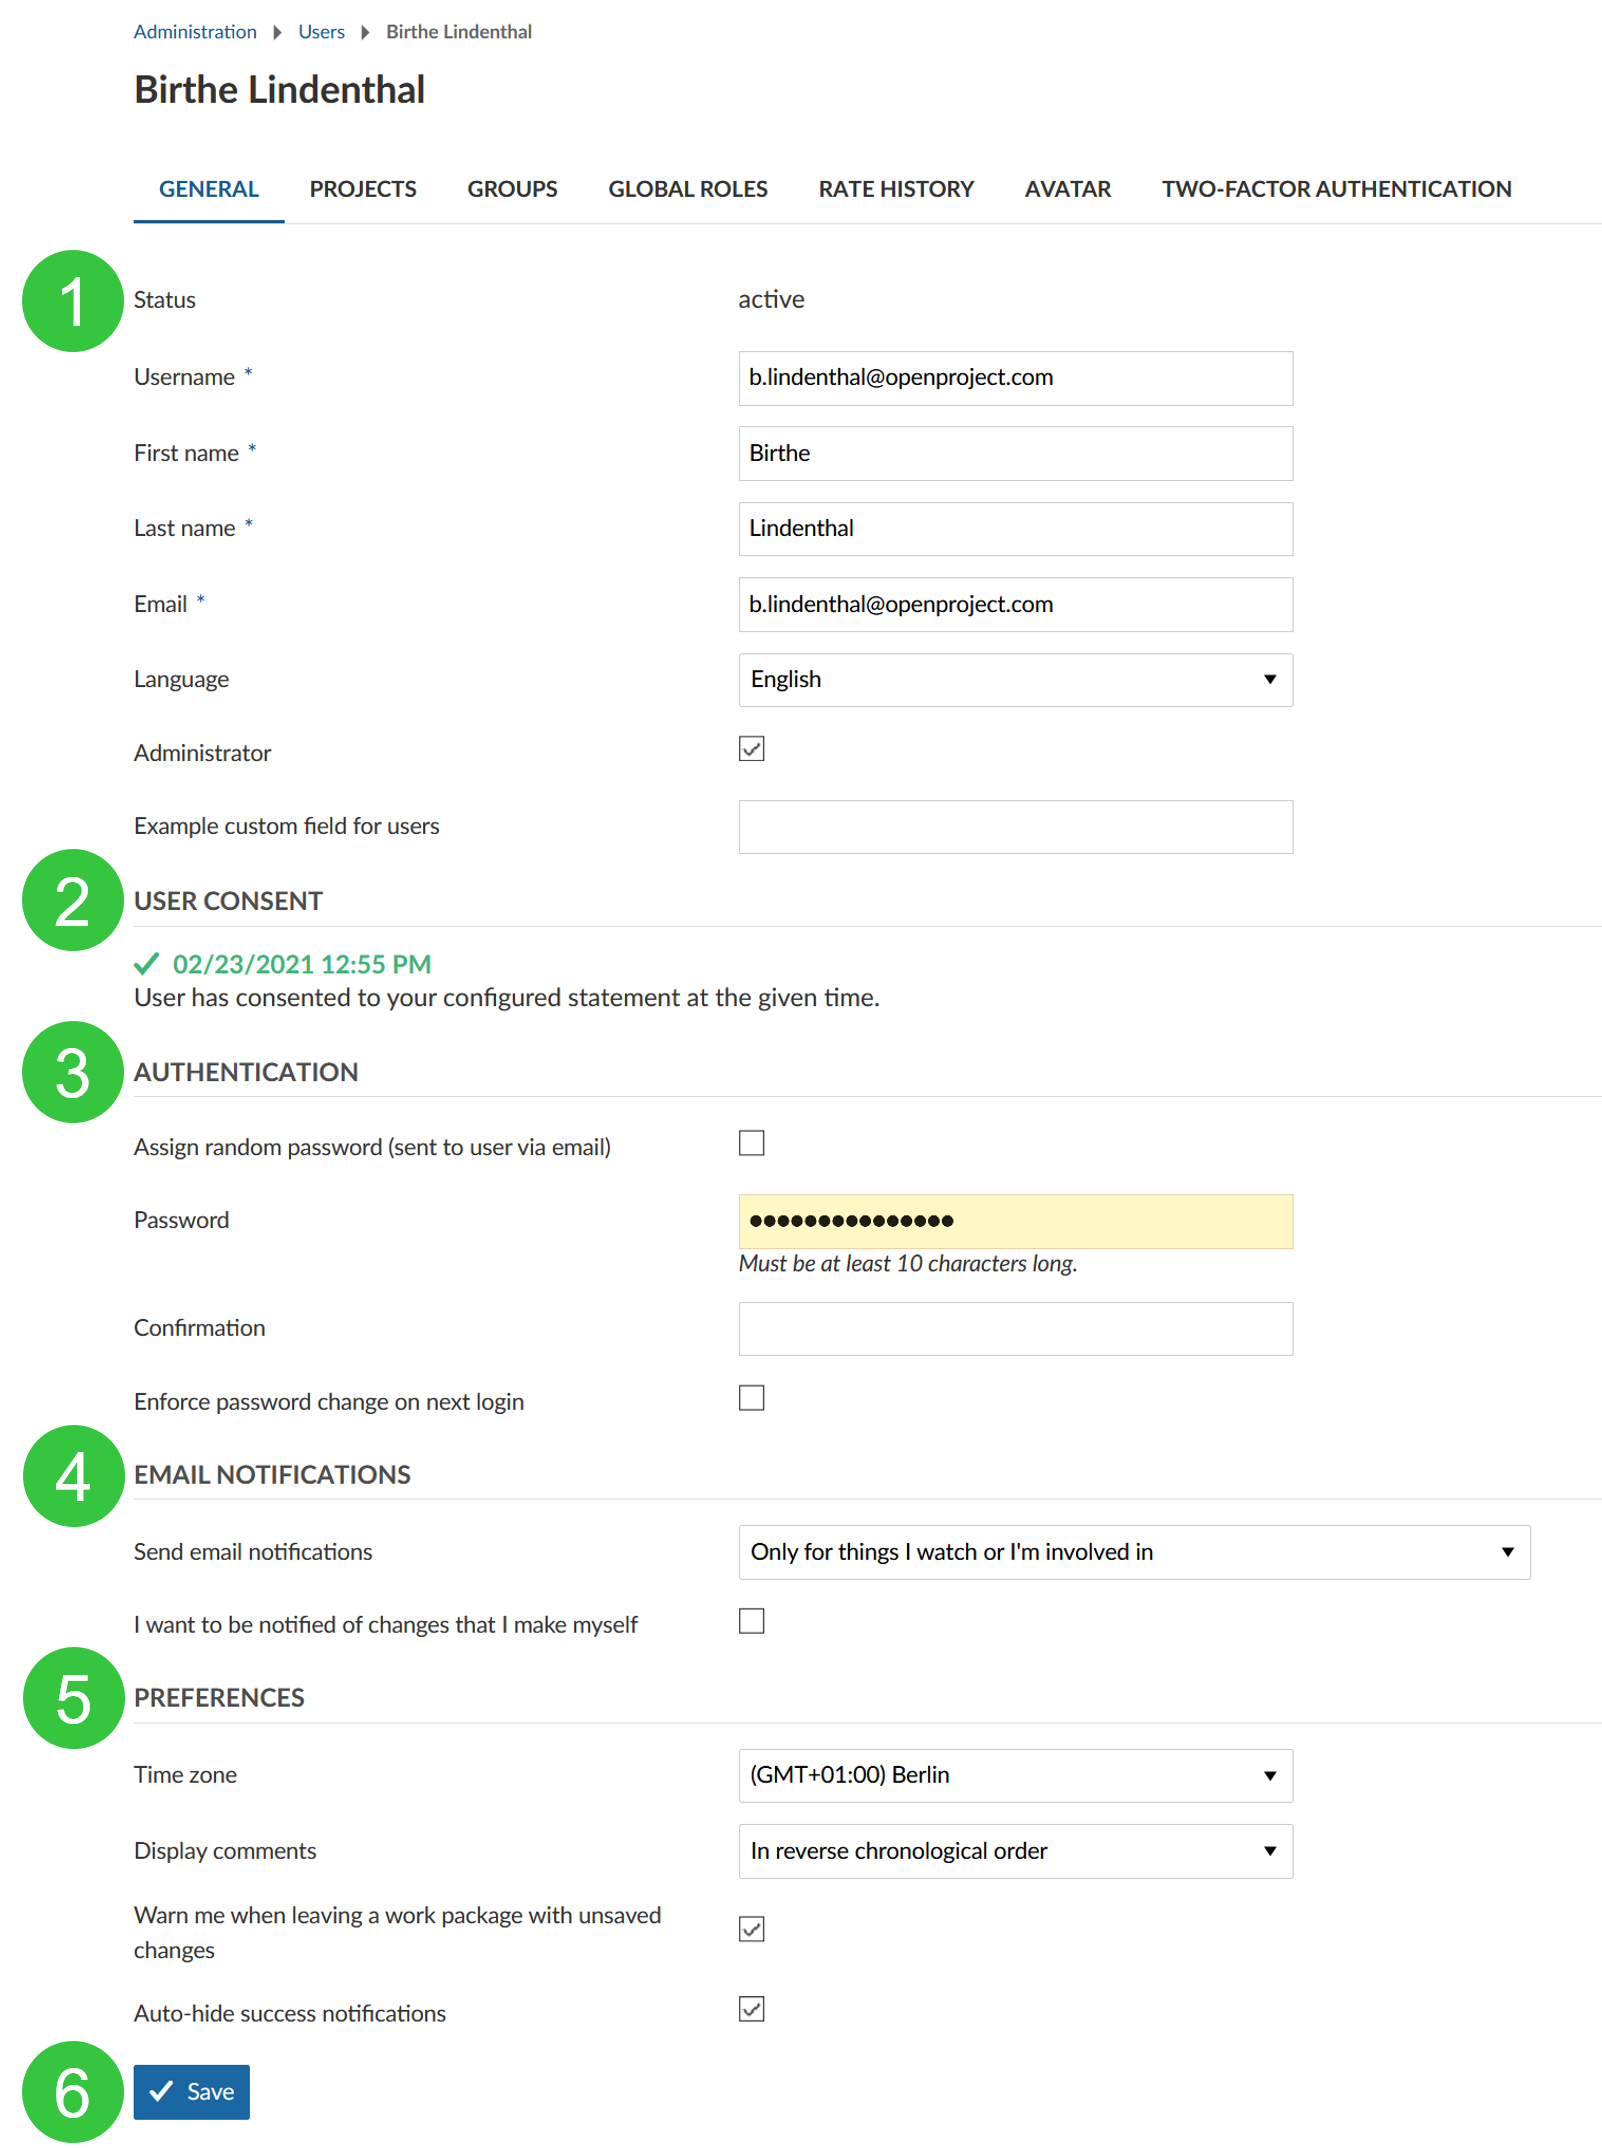 Administration Users Birthe Lindenthal
Birthe Lindenthal
GENERAL PROJECTS GROUPS GLOBAL ROLES RATE HISTORY AVATAR TWO-FACTOR AUTHENTICATION
1 Status active
Username * b.lindenthal@openproject.com
First name * Birthe
Last name * Lindenthal
Email * b.lindenthal@openproject.com
Language English
Administrator
Example custom field for users
2 USER CONSENT
02/23/2021 12:55 PM
User has consented to your configured statement at the given time.
3 AUTHENTICATION
Assign random password (sent to user via email)
Password •••••••••••••••
Must be at least 10 characters long.
Confirmation
Enforce password change on next login
4 EMAIL NOTIFICATIONS
Send email notifications Only for things I watch or I'm involved in
I want to be notified of changes that I make myself
5 PREFERENCES
Time zone (GMT+01:00) Berlin
Display comments In reverse chronological order
Warn me when leaving a work package with unsaved
changes
Auto-hide success notifications
6 Save